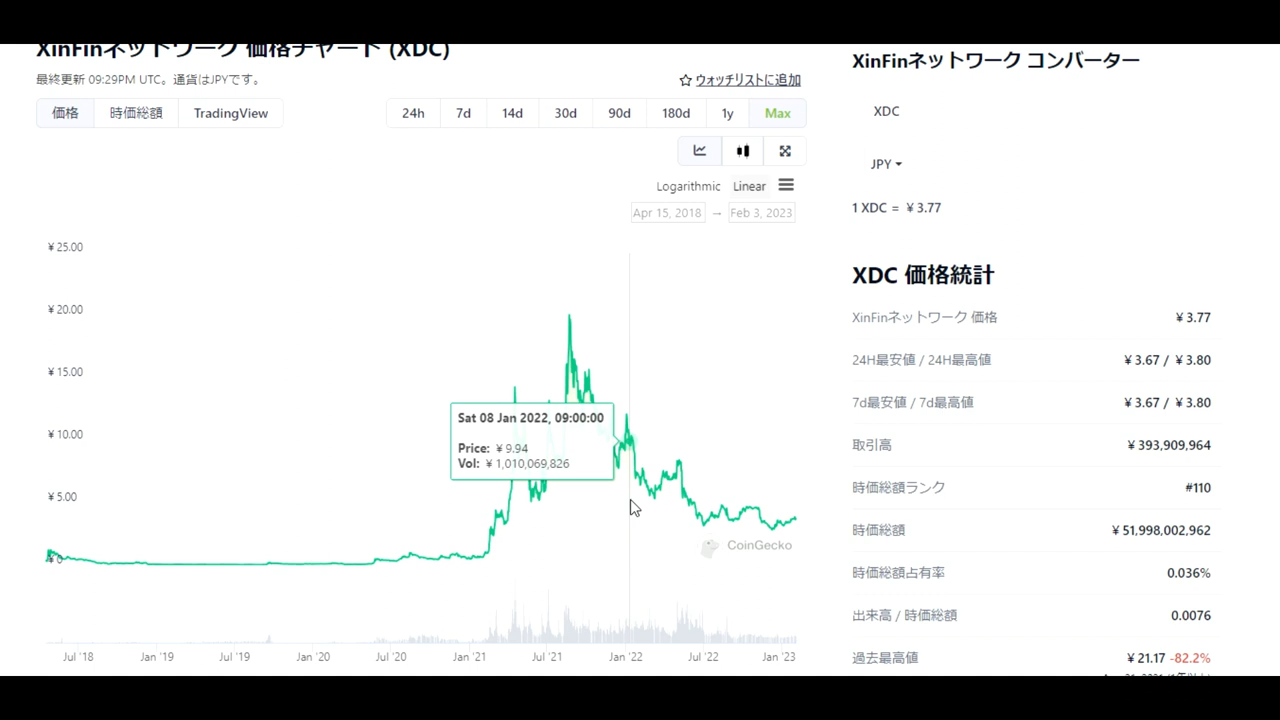 XinFinネットワーク 価格チャート (XDC)
最終更新 09:29PM UTC。通貨はJPYです。
ウォッチリストに追加
価格 時価総額 TradingView
24h 7d 14d 30d 90d 180d 1y Max
Logarithmic Linear
Apr 15, 2018 → Feb 3, 2023
¥25.00
¥20.00
¥15.00
¥10.00
¥5.00
¥0
Sat 08 Jan 2022, 09:00:00
Price: ¥9.94
Vol: ¥1,010,069,826
CoinGecko
Jul '18 Jan '19 Jul '19 Jan '20 Jul '20 Jan '21 Jul '21 Jan '22 Jul '22 Jan '23
XinFinネットワーク コンバーター
XDC
JPY
1 XDC = ¥3.77
XDC 価格統計
XinFinネットワーク 価格 ¥3.77
24H最安値 / 24H最高値 ¥3.67 / ¥3.80
7d最安値 / 7d最高値 ¥3.67 / ¥3.80
取引高 ¥393,909,964
時価総額ランク #110
時価総額 ¥51,998,002,962
時価総額占有率 0.036%
出来高 / 時価総額 0.0076
過去最高値 ¥21.17 -82.2%